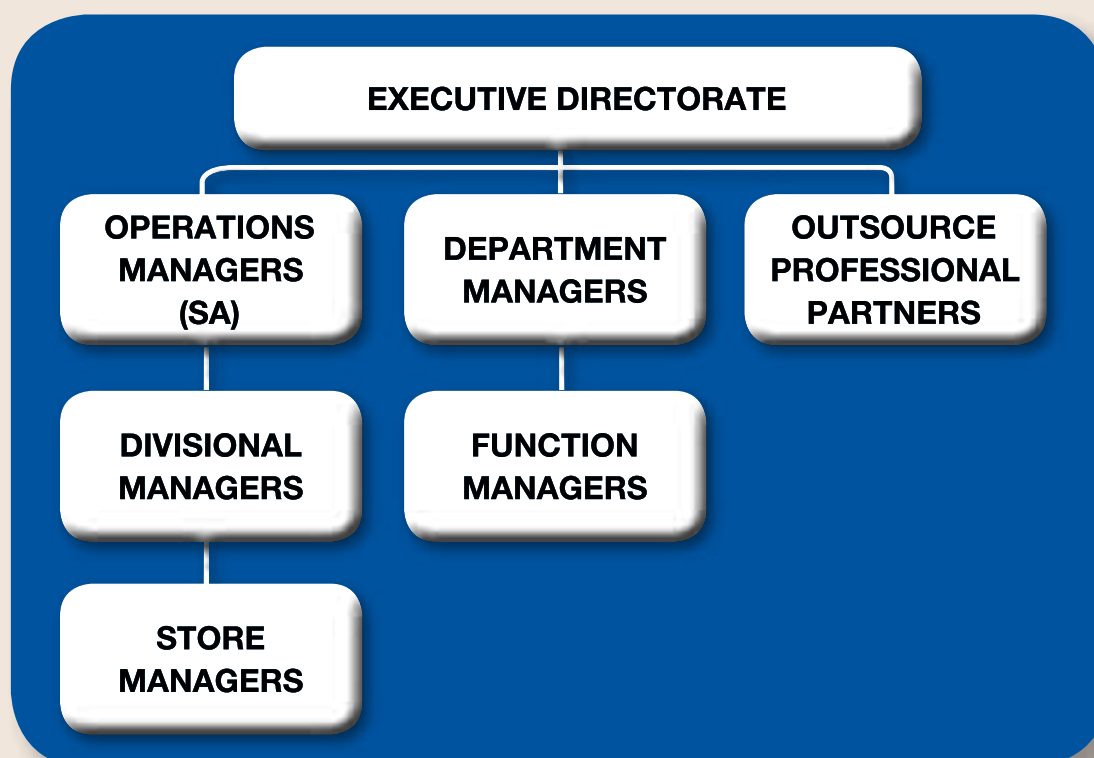 EXECUTIVE DIRECTORATE
OPERATIONS
MANAGERS
(SA)
DEPARTMENT
MANAGERS
OUTSOURCE
PROFESSIONAL
PARTNERS
DIVISIONAL
MANAGERS
FUNCTION
MANAGERS
STORE
MANAGERS